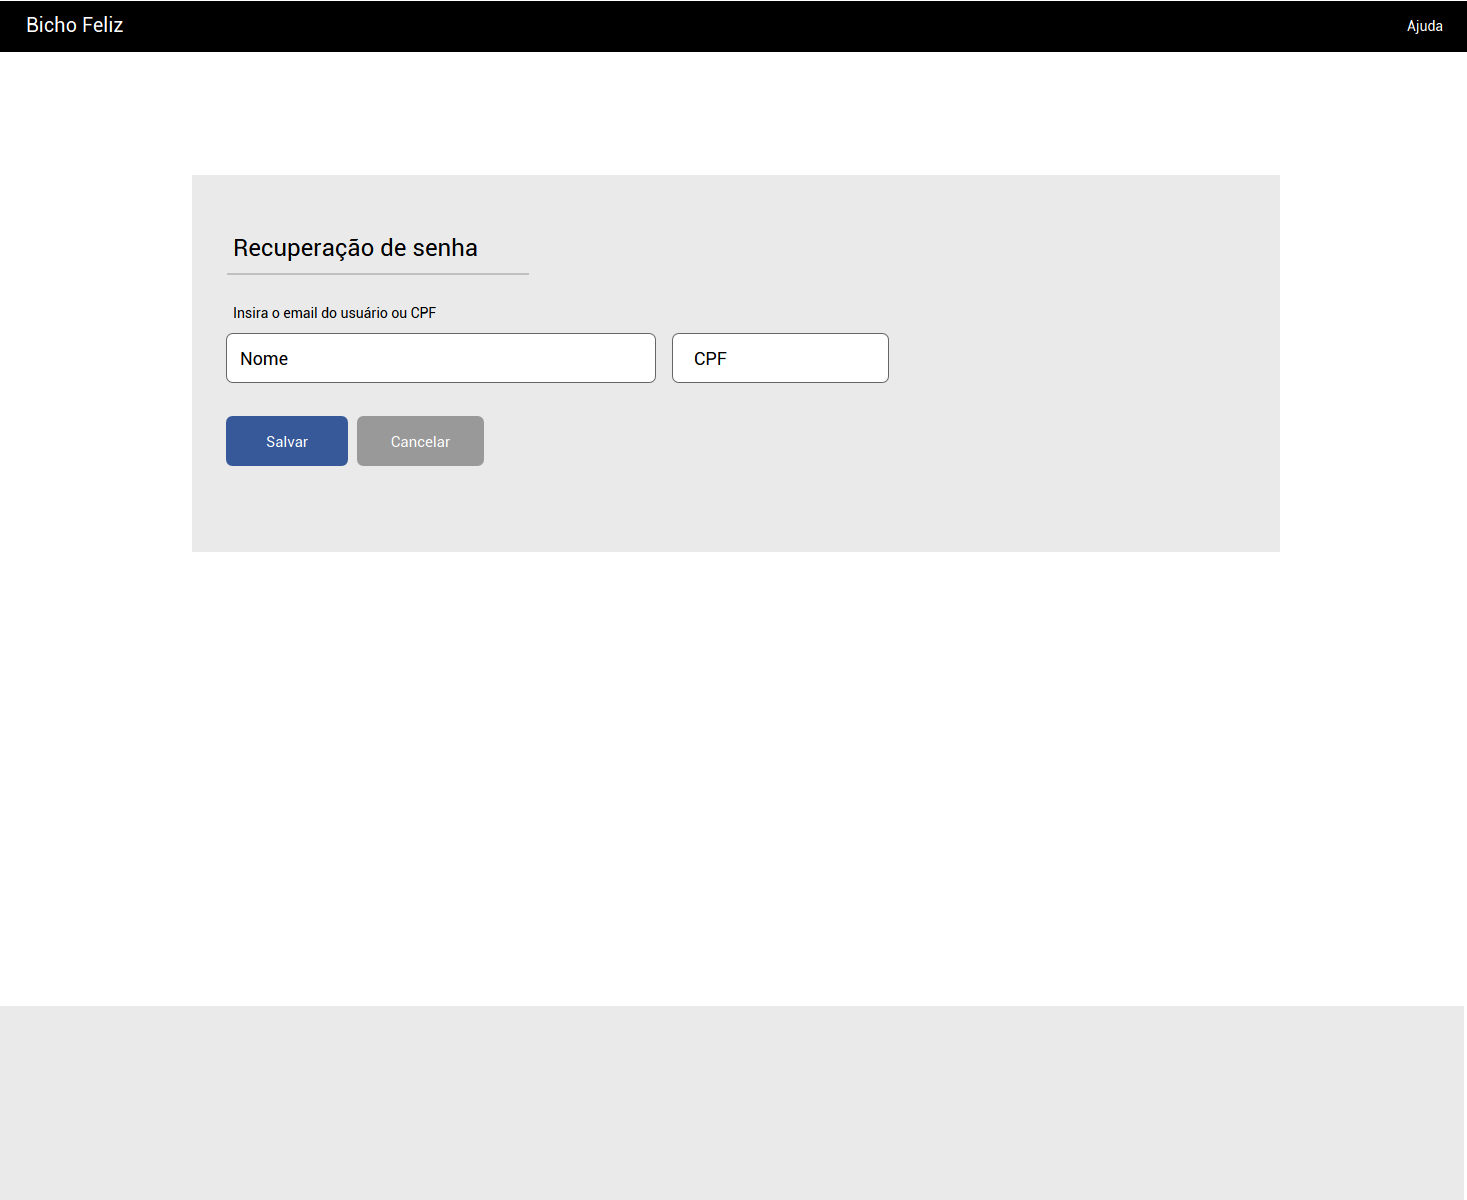 Bicho Feliz
Ajuda
Recuperação de senha
Insira o email do usuário ou CPF
Nome
CPF
Salvar
Cancelar